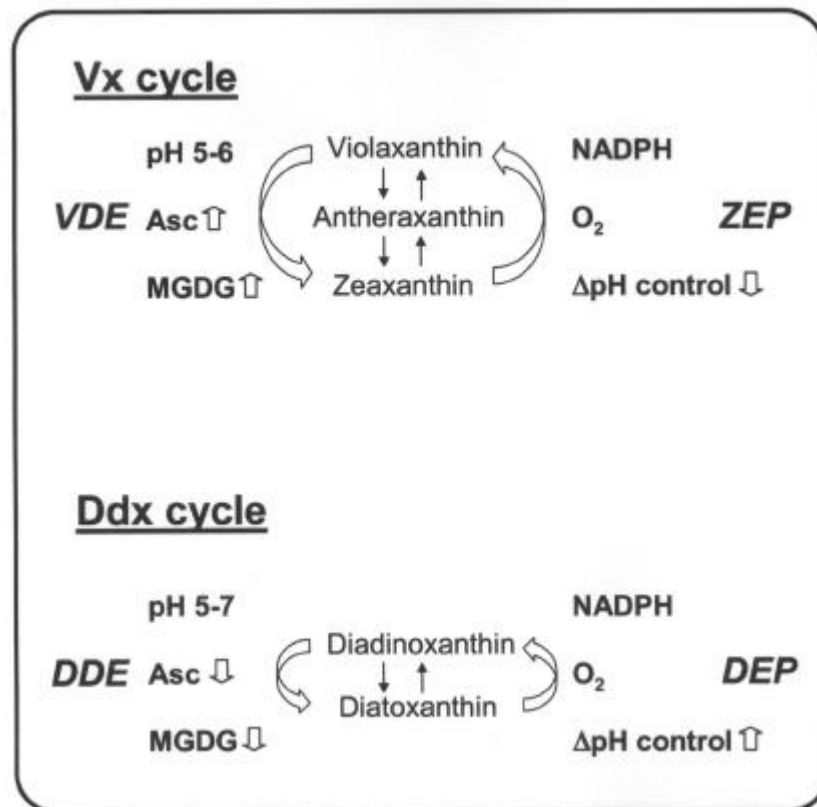 Vx cycle
pH 5-6 Violaxanthin NADPH
VDE Asc⇧ Antheraxanthin O₂ ZEP
MGDG⇧ Zeaxanthin ΔpH control⇩
Ddx cycle
pH 5-7 NADPH
Diadinoxanthin
DDE Asc⇩ O₂ DEP
Diatoxanthin
MGDG⇩ ΔpH control⇧